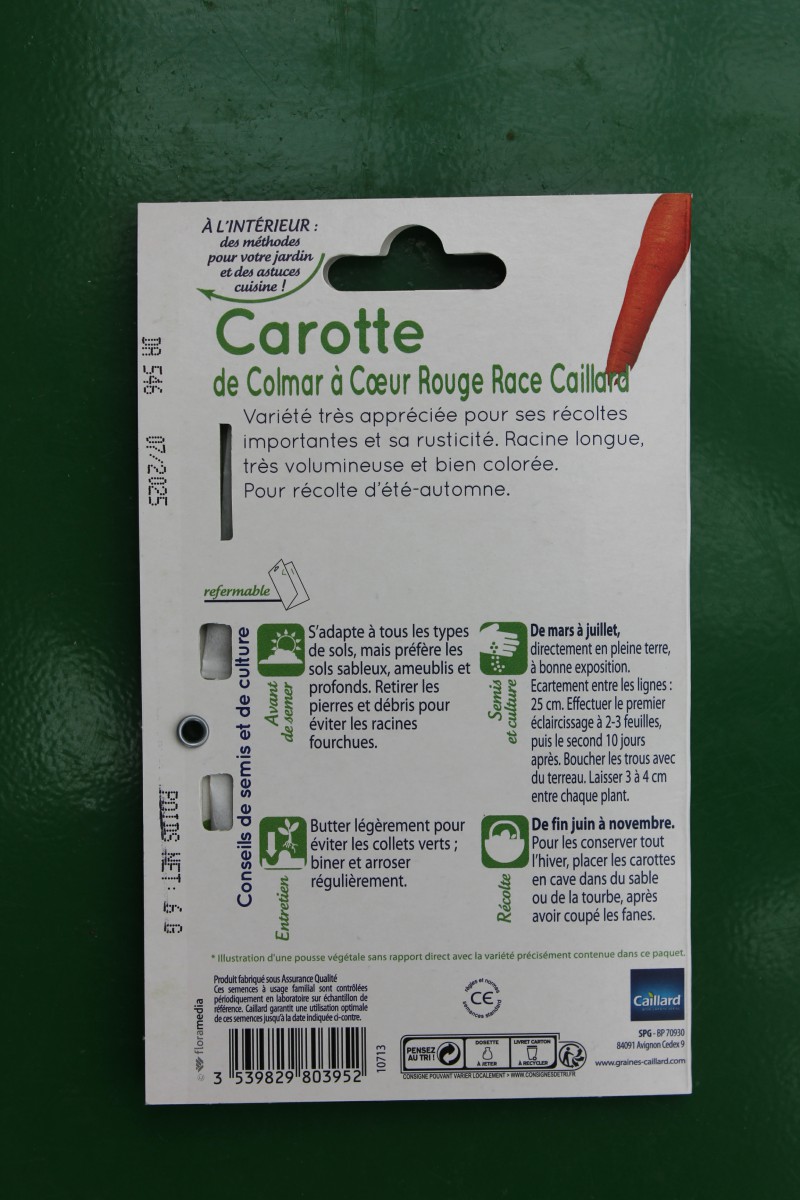 À L'INTÉRIEUR :
des méthodes
pour votre jardin
et des astuces
cuisine !
Carotte
de Colmar à Cœur Rouge Race Caillard
Variété très appréciée pour ses récoltes
importantes et sa rusticité. Racine longue,
très volumineuse et bien colorée.
Pour récolte d'été-automne.
DA 546 07/2025
refermable
Conseils de semis et de culture
Avant
de semer
S'adapte à tous les types
de sols, mais préfère les
sols sableux, ameublis et
profonds. Retirer les
pierres et débris pour
éviter les racines
fourchues.
Semis
et culture
De mars à juillet,
directement en pleine terre,
à bonne exposition.
Ecartement entre les lignes :
25 cm. Effectuer le premier
éclaircissage à 2-3 feuilles,
puis le second 10 jours
après. Boucher les trous avec
du terreau. Laisser 3 à 4 cm
entre chaque plant.
Entretien
Butter légèrement pour
éviter les collets verts ;
biner et arroser
régulièrement.
Récolte
De fin juin à novembre.
Pour les conserver tout
l'hiver, placer les carottes
en cave dans du sable
ou de la tourbe, après
avoir coupé les fanes.
POIDS NET: 6 G
* Illustration d'une pousse végétale sans rapport direct avec la variété précisément contenue dans ce paquet.
Produit fabriqué sous Assurance Qualité
Ces semences à usage familial sont contrôlées
périodiquement en laboratoire sur échantillon de
référence. Caillard garantit une utilisation optimale
de ces semences jusqu'à la date indiquée ci-contre.
règles et normes
CE
semences standard
Caillard
SPG - BP 70930
84091 Avignon Cedex 9
www.graines-caillard.com
© floramedia
3 539829 803952
10713
PENSEZ
AU TRI !
DOSETTE
À JETER
LIVRET CARTON
À RECYCLER
CONSIGNE POUVANT VARIER LOCALEMENT > WWW.CONSIGNESDETRI.FR